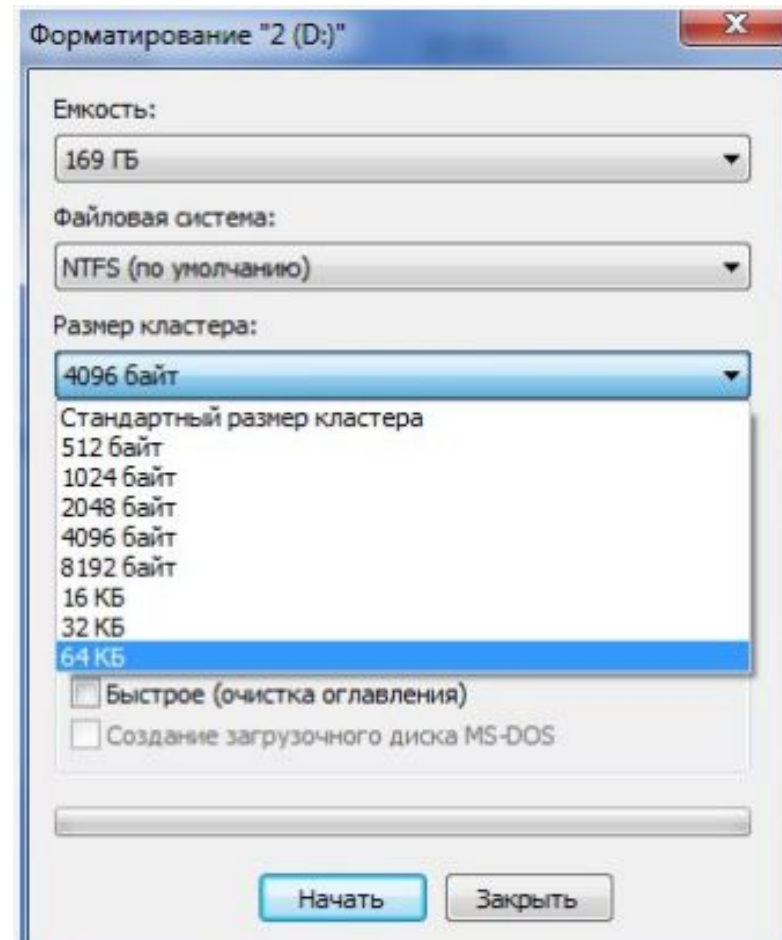 Форматирование "2 (D:)"
Емкость:
169 ГБ
Файловая система:
NTFS (по умолчанию)
Размер кластера:
4096 байт
Стандартный размер кластера
512 байт
1024 байт
2048 байт
4096 байт
8192 байт
16 КБ
32 КБ
64 КБ
Быстрое (очистка оглавления)
Создание загрузочного диска MS-DOS
Начать
Закрыть